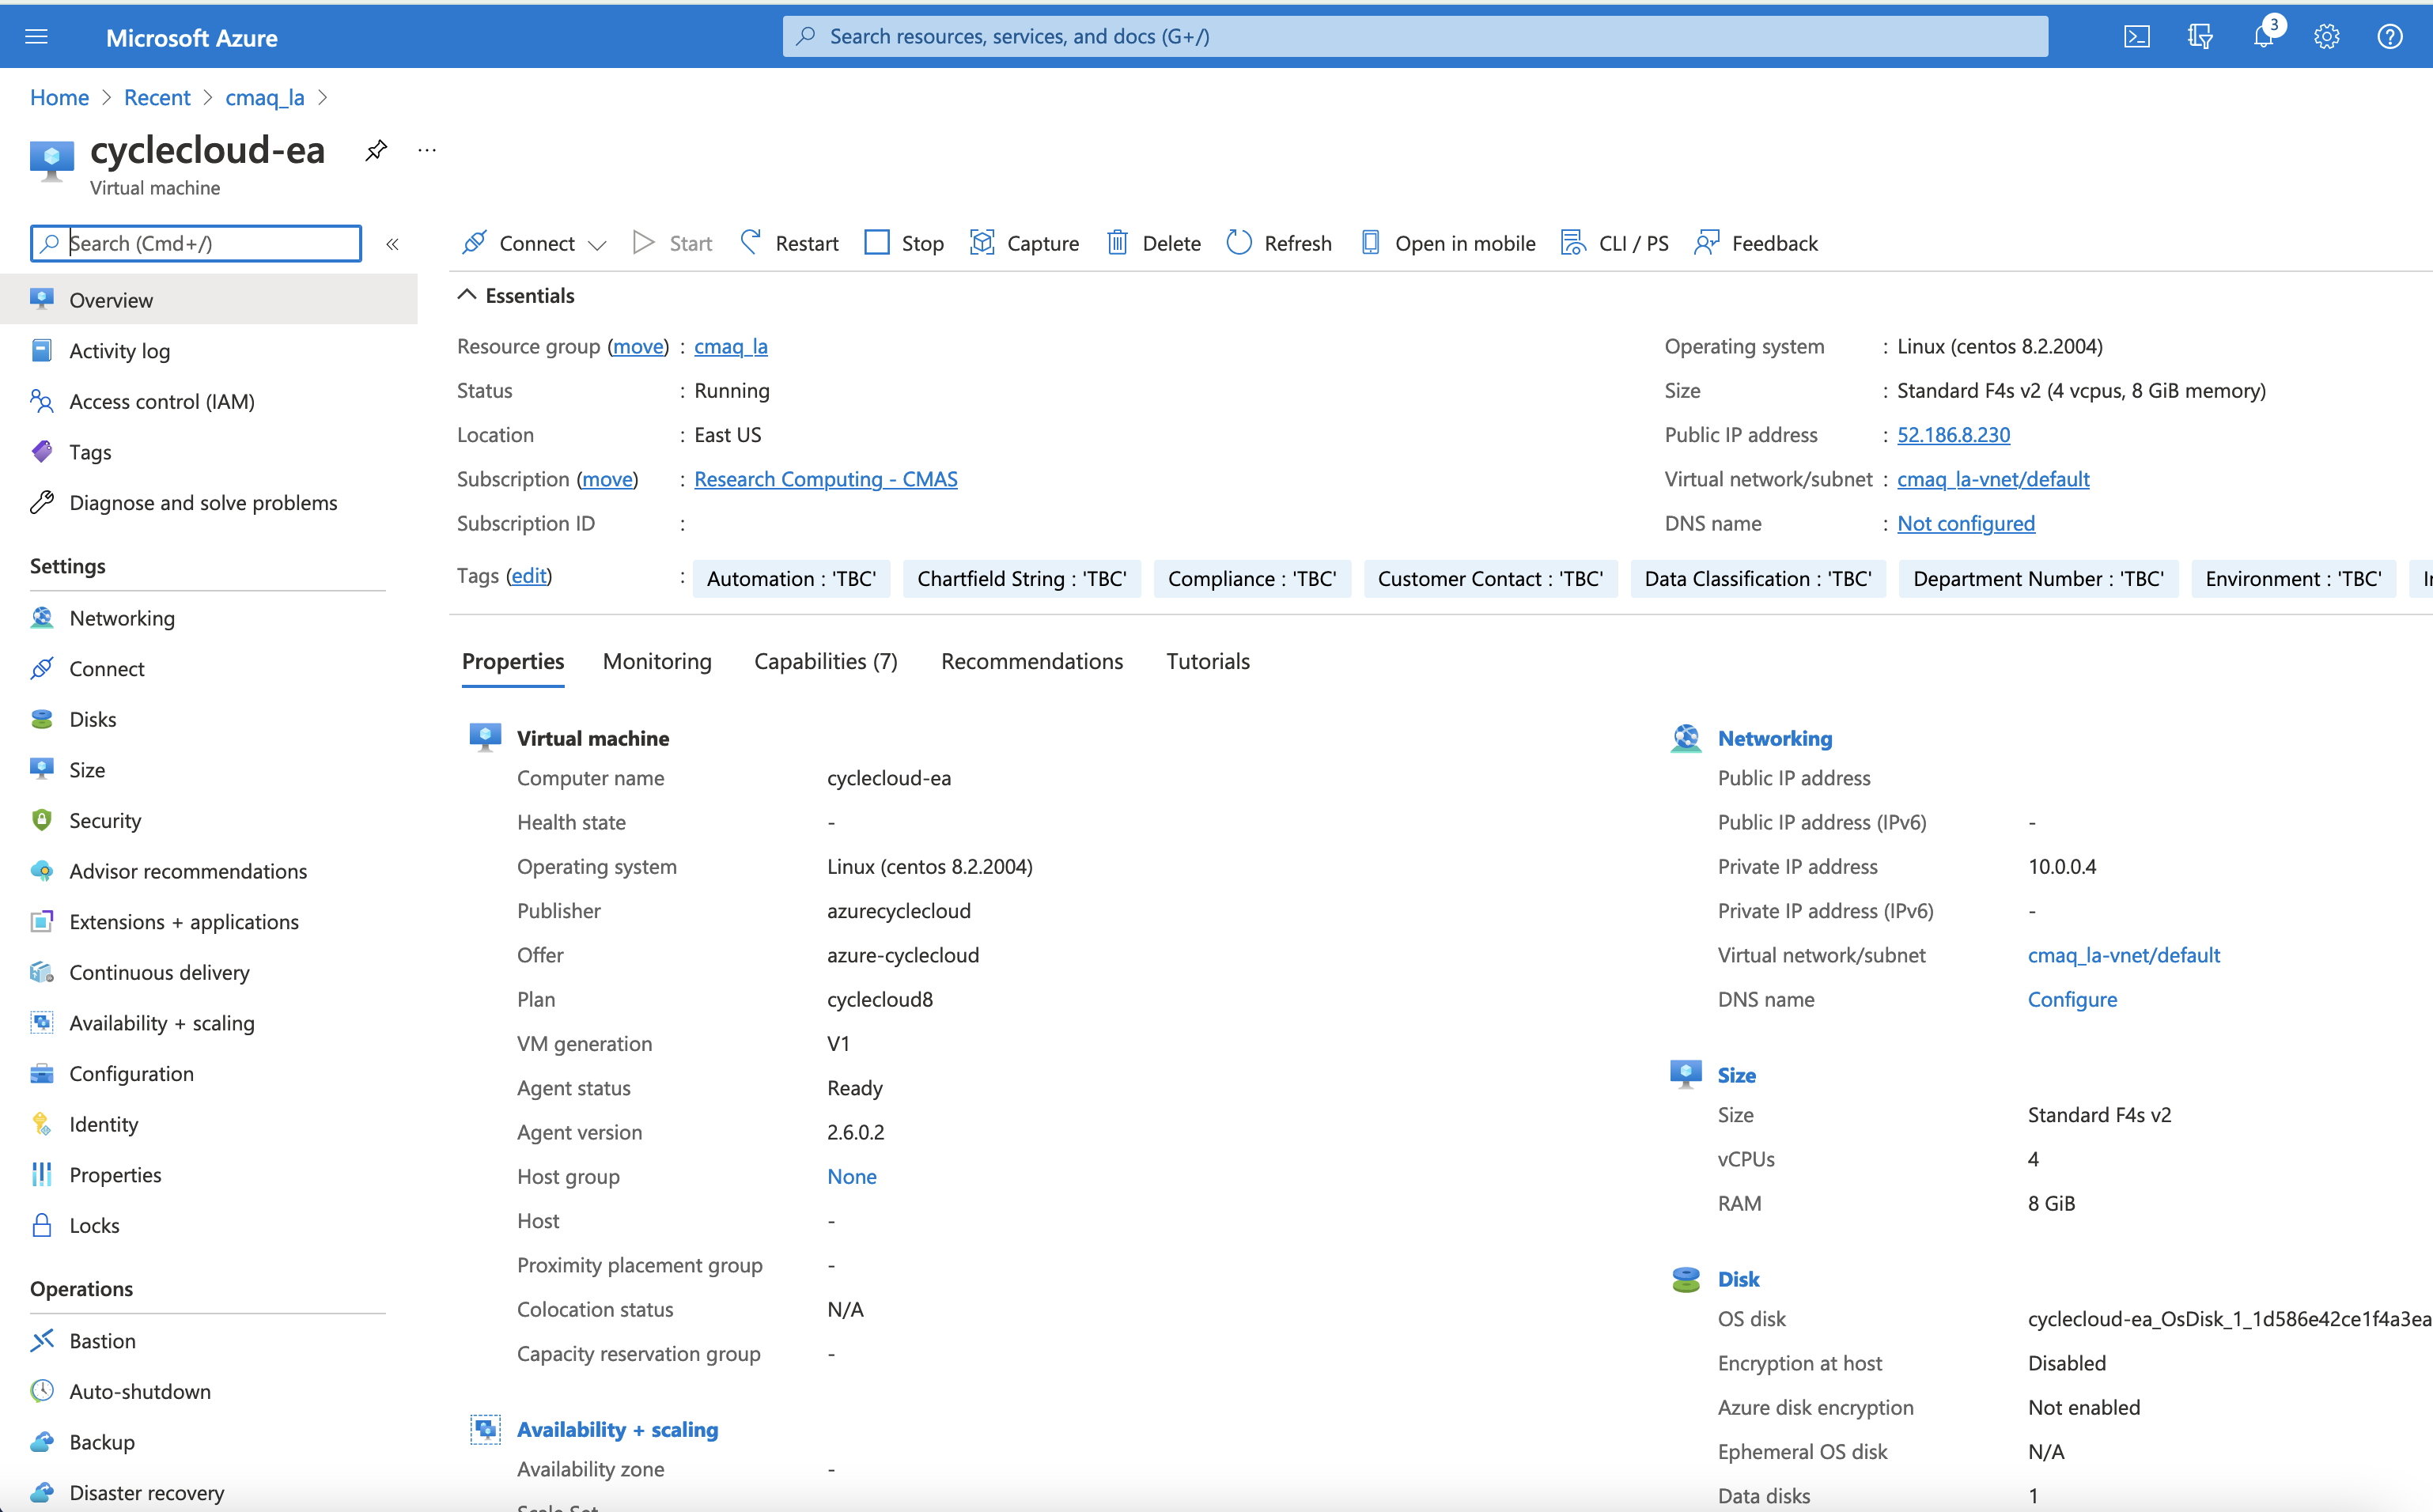 Microsoft Azure
Search resources, services, and docs (G+/)
3
Home > Recent > cmaq_la >
cyclecloud-ea
Virtual machine
Search (Cmd+/)
Connect
Start
Restart
Stop
Capture
Delete
Refresh
Open in mobile
CLI / PS
Feedback
Overview
Activity log
Access control (IAM)
Tags
Diagnose and solve problems
Settings
Networking
Connect
Disks
Size
Security
Advisor recommendations
Extensions + applications
Continuous delivery
Availability + scaling
Configuration
Identity
Properties
Locks
Operations
Bastion
Auto-shutdown
Backup
Disaster recovery
Essentials
Resource group (move) : cmaq_la
Status : Running
Location : East US
Subscription (move) : Research Computing - CMAS
Subscription ID :
Operating system : Linux (centos 8.2.2004)
Size : Standard F4s v2 (4 vcpus, 8 GiB memory)
Public IP address : 52.186.8.230
Virtual network/subnet : cmaq_la-vnet/default
DNS name : Not configured
Tags (edit) : Automation : 'TBC' Chartfield String : 'TBC' Compliance : 'TBC' Customer Contact : 'TBC' Data Classification : 'TBC' Department Number : 'TBC' Environment : 'TBC'
Properties Monitoring Capabilities (7) Recommendations Tutorials
Virtual machine
Computer name cyclecloud-ea
Health state -
Operating system Linux (centos 8.2.2004)
Publisher azurecyclecloud
Offer azure-cyclecloud
Plan cyclecloud8
VM generation V1
Agent status Ready
Agent version 2.6.0.2
Host group None
Host -
Proximity placement group -
Colocation status N/A
Capacity reservation group -
Availability + scaling
Availability zone -
Scale Set
Networking
Public IP address
Public IP address (IPv6) -
Private IP address 10.0.0.4
Private IP address (IPv6) -
Virtual network/subnet cmaq_la-vnet/default
DNS name Configure
Size
Size Standard F4s v2
vCPUs 4
RAM 8 GiB
Disk
OS disk cyclecloud-ea_OsDisk_1_1d586e42ce1f4a3ea
Encryption at host Disabled
Azure disk encryption Not enabled
Ephemeral OS disk N/A
Data disks 1